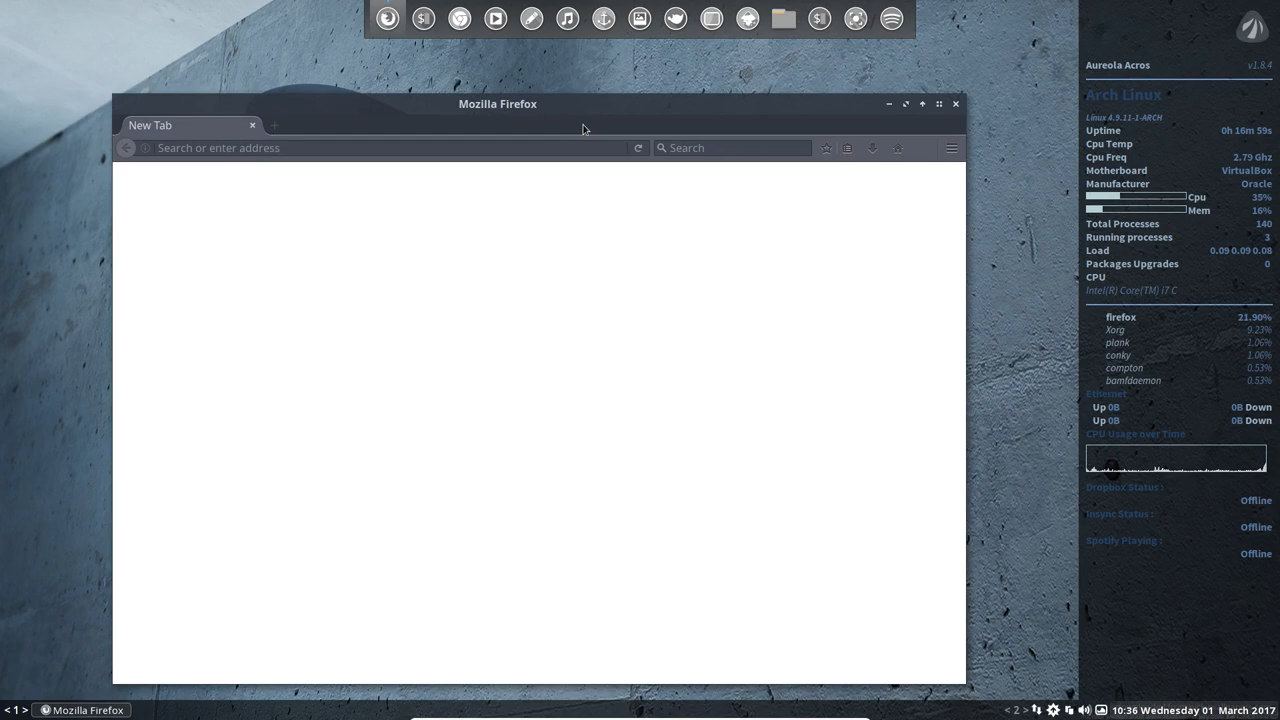 $
$
Aureola Acros v1.8.4
Arch Linux
Linux 4.9.11-1-ARCH
Uptime 0h 16m 59s
Cpu Temp
Cpu Freq 2.79 Ghz
Motherboard VirtualBox
Manufacturer Oracle
Cpu 35%
Mem 16%
Total Processes 140
Running processes 3
Load 0.09 0.09 0.08
Packages Upgrades 0
CPU
Intel(R) Core(TM) i7 C
firefox 21.90%
Xorg 9.23%
plank 1.06%
conky 1.06%
compton 0.53%
bamfdaemon 0.53%
Ethernet
Up 0B 0B Down
Up 0B 0B Down
CPU Usage over Time
Dropbox Status :
Offline
Insync Status :
Offline
Spotify Playing :
Offline
Mozilla Firefox
New Tab
Search or enter address
Search
< 1 > Mozilla Firefox
< 2 > 10:36 Wednesday 01 March 2017